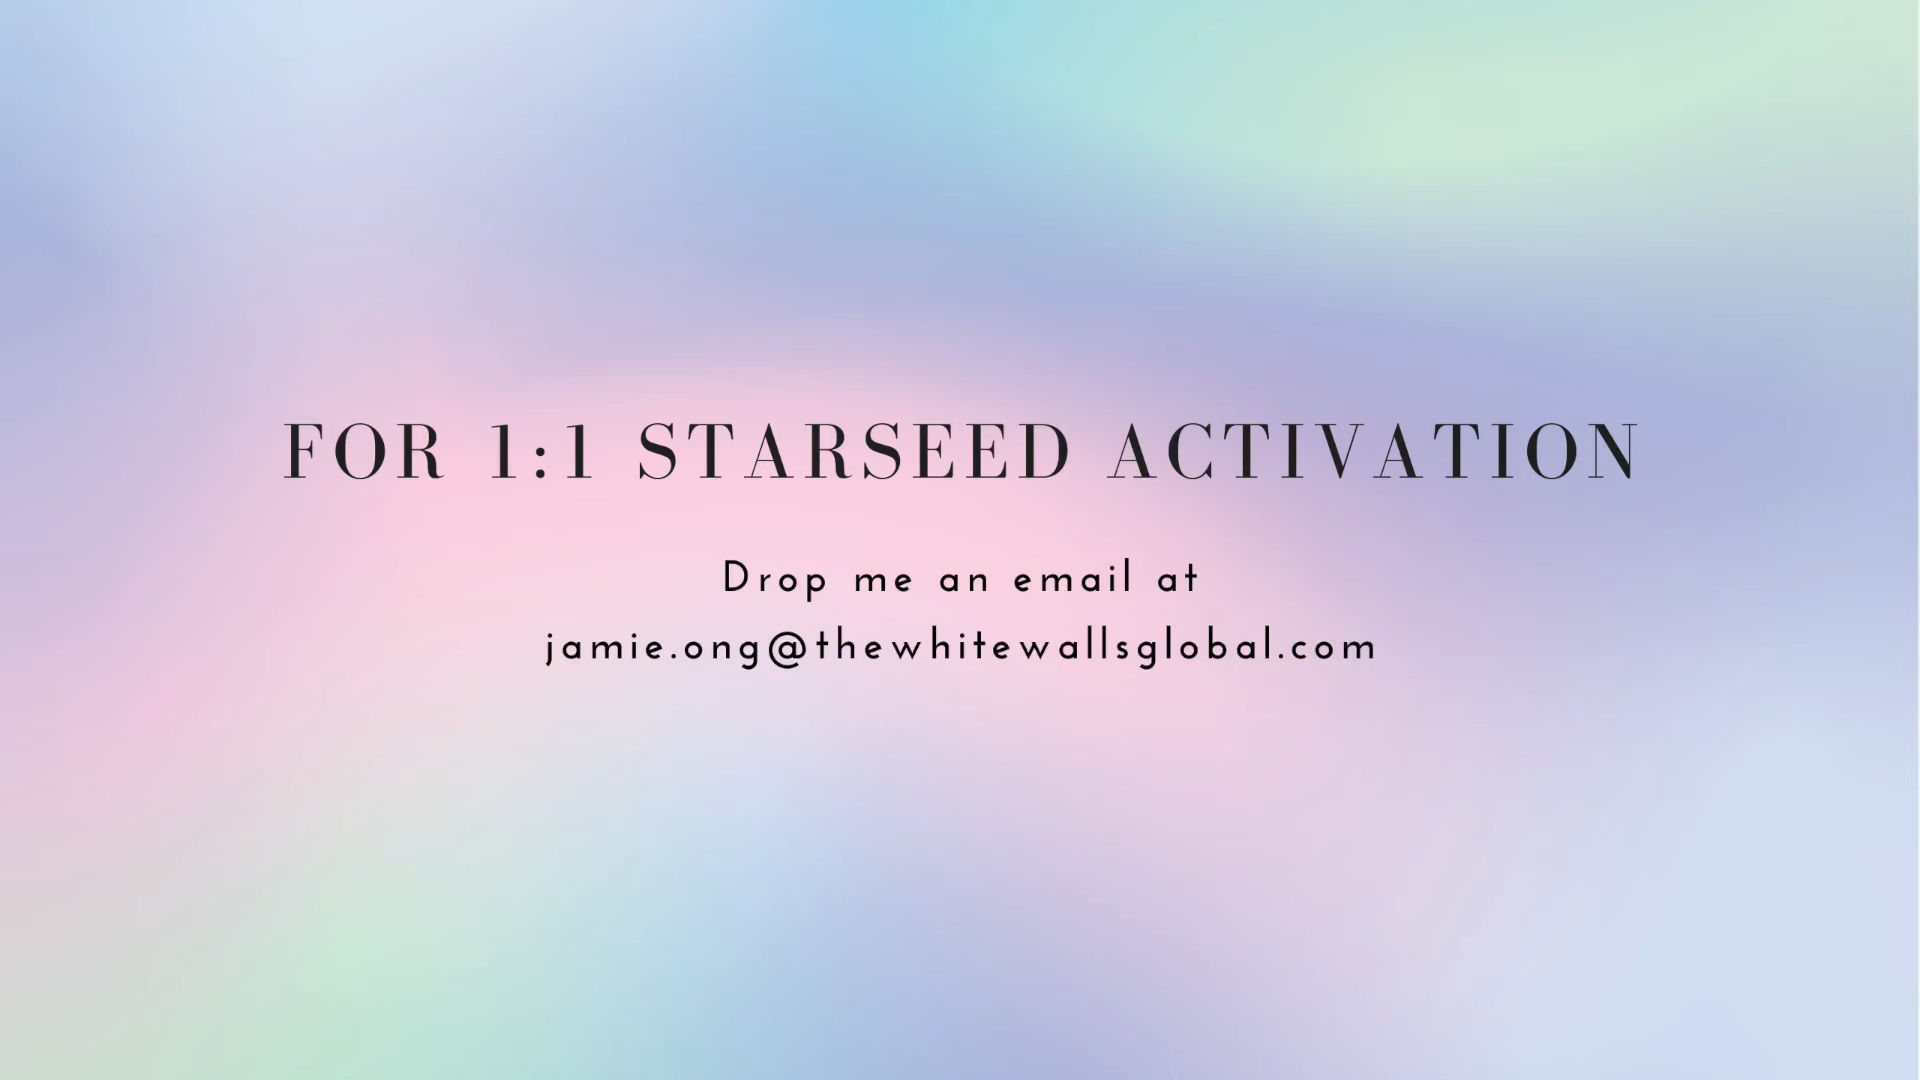 FOR 1:1 STARSEED ACTIVATION
Drop me an email at
jamie.ong@thewhitewallsglobal.com